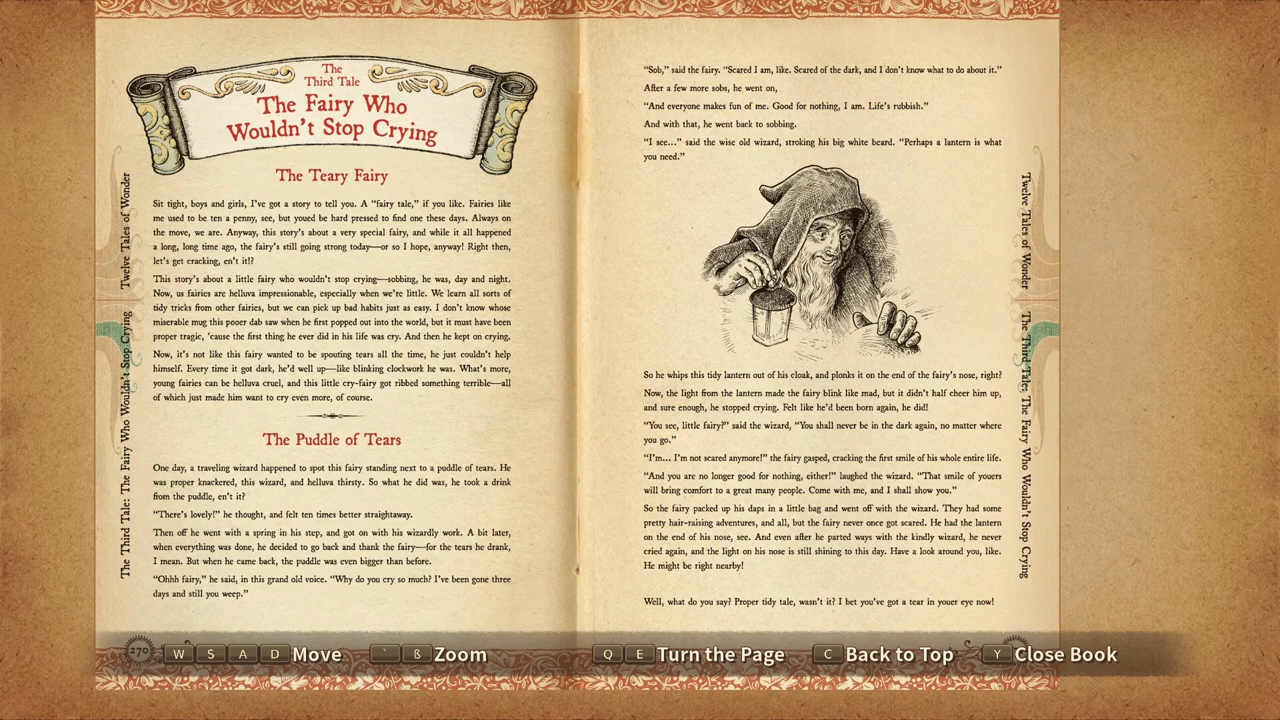 The
Third Tale
The Fairy Who
Wouldn't Stop Crying
The Teary Fairy
Sit tight, boys and girls, I've got a story to tell you. A “fairy tale,” if you like. Fairies like
me used to be ten a penny, see, but youed be hard pressed to find one these days. Always on
the move, we are. Anyway, this story's about a very special fairy, and while it all happened
a long, long time ago, the fairy's still going strong today—or so I hope, anyway! Right then,
let's get cracking, en't it!?
This story's about a little fairy who wouldn't stop crying—sobbing, he was, day and night.
Now, us fairies are helluva impressionable, especially when we're little. We learn all sorts of
tidy tricks from other fairies, but we can pick up bad habits just as easy. I don't know whose
miserable mug this pooer dab saw when he first popped out into the world, but it must have been
proper tragic, 'cause the first thing he ever did in his life was cry. And then he kept on crying.
Now, it's not like this fairy wanted to be spouting tears all the time, he just couldn't help
himself. Every time it got dark, he'd well up—like blinking clockwork he was. What's more,
young fairies can be helluva cruel, and this little cry-fairy got ribbed something terrible—all
of which just made him want to cry even more, of course.
The Puddle of Tears
One day, a traveling wizard happened to spot this fairy standing next to a puddle of tears. He
was proper knackered, this wizard, and helluva thirsty. So what he did was, he took a drink
from the puddle, en't it?
“There's lovely!” he thought, and felt ten times better straightaway.
Then off he went with a spring in his step, and got on with his wizardly work. A bit later,
when everything was done, he decided to go back and thank the fairy—for the tears he drank,
I mean. But when he came back, the puddle was even bigger than before.
“Ohhh fairy,” he said, in this grand old voice. “Why do you cry so much? I've been gone three
days and still you weep.”
Twelve Tales of Wonder
The Third Tale: The Fairy Who Wouldn't Stop Crying
“Sob,” said the fairy. “Scared I am, like. Scared of the dark, and I don't know what to do about it.”
After a few more sobs, he went on,
“And everyone makes fun of me. Good for nothing, I am. Life's rubbish.”
And with that, he went back to sobbing.
“I see...” said the wise old wizard, stroking his big white beard. “Perhaps a lantern is what
you need.”
So he whips this tidy lantern out of his cloak, and plonks it on the end of the fairy's nose, right?
Now, the light from the lantern made the fairy blink like mad, but it didn't half cheer him up,
and sure enough, he stopped crying. Felt like he'd been born again, he did!
“You see, little fairy?” said the wizard, “You shall never be in the dark again, no matter where
you go.”
“I'm... I'm not scared anymore!” the fairy gasped, cracking the first smile of his whole entire life.
“And you are no longer good for nothing, either!” laughed the wizard. “That smile of youers
will bring comfort to a great many people. Come with me, and I shall show you.”
So the fairy packed up his daps in a little bag and went off with the wizard. They had some
pretty hair-raising adventures, and all, but the fairy never once got scared. He had the lantern
on the end of his nose, see. And even after he parted ways with the kindly wizard, he never
cried again, and the light on his nose is still shining to this day. Have a look around you, like.
He might be right nearby!
Well, what do you say? Proper tidy tale, wasn't it? I bet you've got a tear in youer eye now!
Twelve Tales of Wonder
The Third Tale: The Fairy Who Wouldn't Stop Crying
270
W S A D Move ` ß Zoom Q E Turn the Page C Back to Top Y Close Book